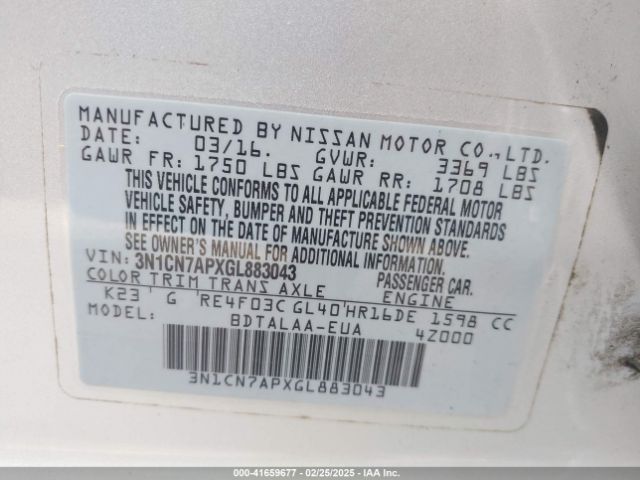 MANUFACTURED BY NISSAN MOTOR CO., LTD.
DATE: 03/16. GVWR: 3369 LBS
GAWR FR: 1750 LBS GAWR RR: 1708 LBS
THIS VEHICLE CONFORMS TO ALL APPLICABLE FEDERAL MOTOR
VEHICLE SAFETY, BUMPER AND THEFT PREVENTION STANDARDS
IN EFFECT ON THE DATE OF MANUFACTURE SHOWN ABOVE.
SEE OWNER'S MANUAL FOR ADDITIONAL INFORMATION.
VIN: 3N1CN7APXGL883043 PASSENGER CAR.
COLOR TRIM TRANS AXLE ENGINE
K23 G RE4F03C GL40 HR16DE 1598 CC
MODEL: BDTALAA-EUA 4Z000
3N1CN7APXGL883043
000-41659677 - 02/25/2025 - IAA Inc.